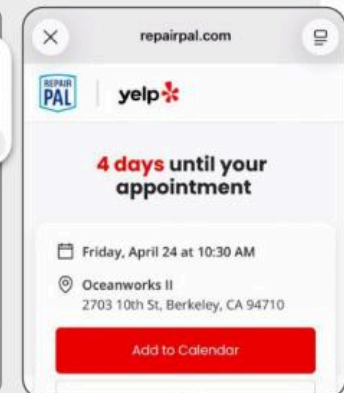 repairpal.com
REPAIR
PAL
yelp
4 days until your
appointment
Friday, April 24 at 10:30 AM
Oceanworks II
2703 10th St, Berkeley, CA 94710
Add to Calendar